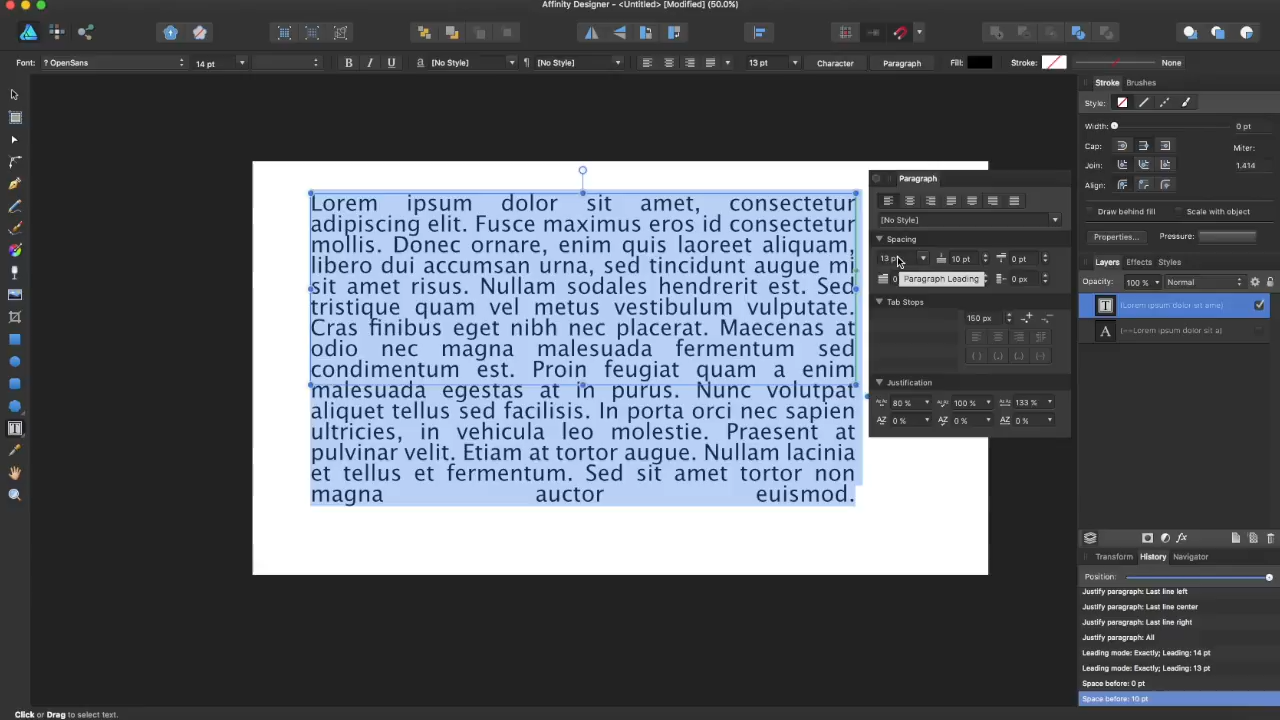 Affinity Designer - <Untitled> [Modified] (50.0%)
Font: ? OpenSans 14 pt B I U a [No Style] ¶ [No Style] 13 pt Character Paragraph Fill: Stroke: None
Stroke Brushes
Style:
Width: 0 pt
Cap: Miter:
Join: 1.414
Align:
Draw behind fill Scale with object
Properties... Pressure:
Layers Effects Styles
Opacity: 100 % Normal
(Lorem ipsum dolor sit ame)
(==Lorem ipsum dolor sit a)
Paragraph
[No Style]
Spacing
13 pt 10 pt 0 pt
0 Paragraph Leading 0 px
Tab Stops
150 px
Justification
80 % 100 % 133 %
0 % 0 % 0 %
Lorem ipsum dolor sit amet, consectetur
adipiscing elit. Fusce maximus eros id consectetur
mollis. Donec ornare, enim quis laoreet aliquam,
libero dui accumsan urna, sed tincidunt augue mi
sit amet risus. Nullam sodales hendrerit est. Sed
tristique quam vel metus vestibulum vulputate.
Cras finibus eget nibh nec placerat. Maecenas at
odio nec magna malesuada fermentum sed
condimentum est. Proin feugiat quam a enim
malesuada egestas at in purus. Nunc volutpat
aliquet tellus sed facilisis. In porta orci nec sapien
ultricies, in vehicula leo molestie. Praesent at
pulvinar velit. Etiam at tortor augue. Nullam lacinia
et tellus et fermentum. Sed sit amet tortor non
magna auctor euismod.
Transform History Navigator
Position:
Justify paragraph: Last line left
Justify paragraph: Last line center
Justify paragraph: Last line right
Justify paragraph: All
Leading mode: Exactly; Leading: 14 pt
Leading mode: Exactly; Leading: 13 pt
Space before: 0 pt
Space before: 10 pt
Click or Drag to select text.